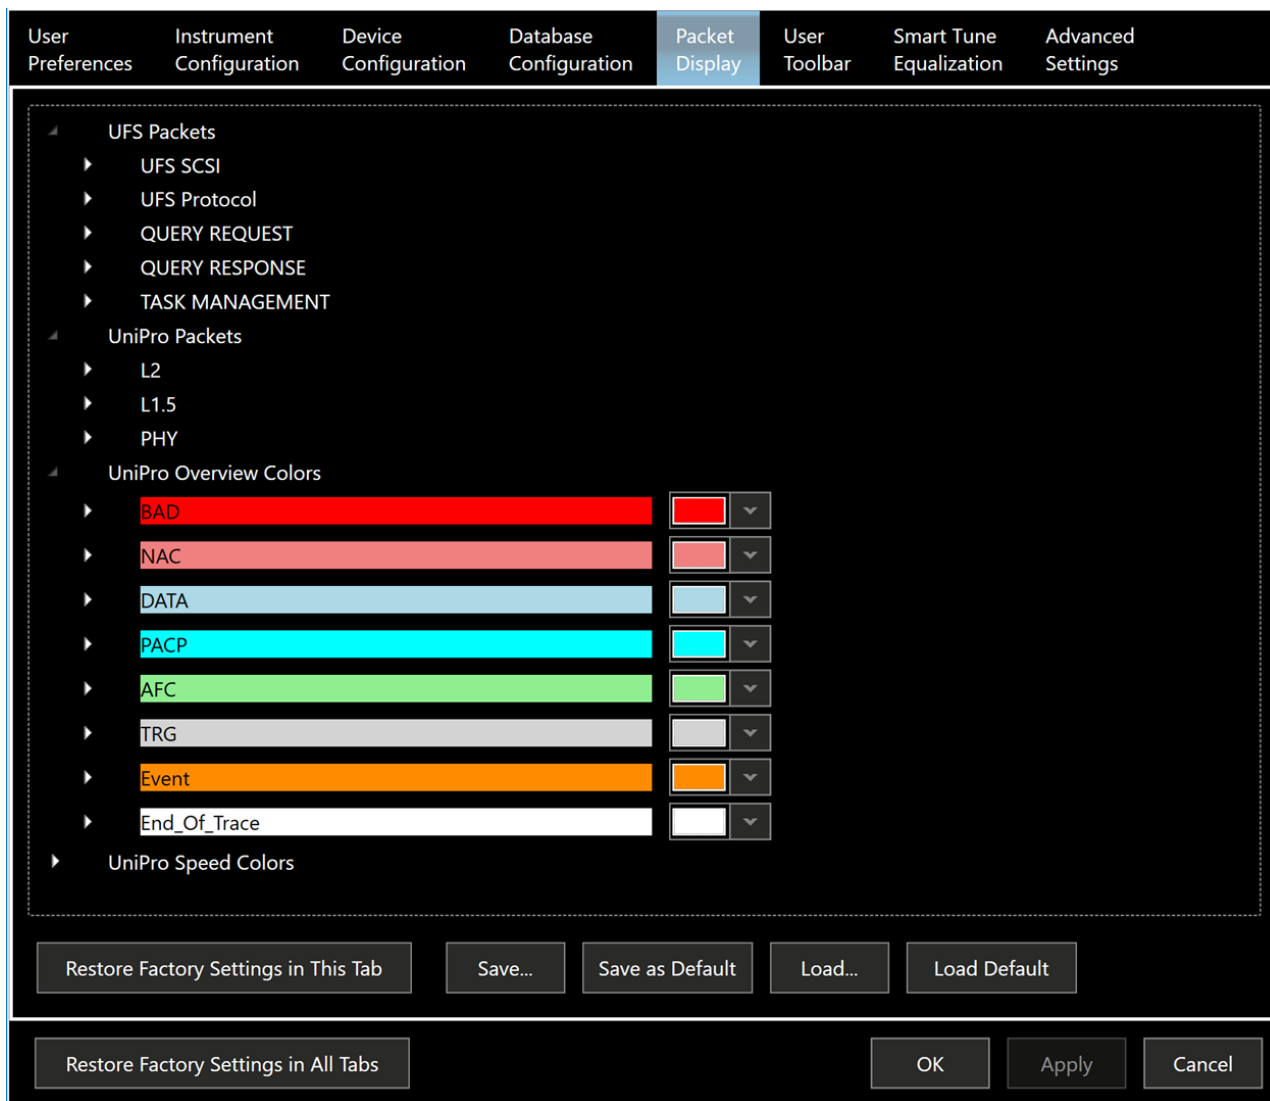 User Preferences
Instrument Configuration
Device Configuration
Database Configuration
Packet Display
User Toolbar
Smart Tune Equalization
Advanced Settings
UFS Packets
UFS SCSI
UFS Protocol
QUERY REQUEST
QUERY RESPONSE
TASK MANAGEMENT
UniPro Packets
L2
L1.5
PHY
UniPro Overview Colors
BAD
NAC
DATA
PACP
AFC
TRG
Event
End_Of_Trace
UniPro Speed Colors
Restore Factory Settings in This Tab
Save...
Save as Default
Load...
Load Default
Restore Factory Settings in All Tabs
OK
Apply
Cancel